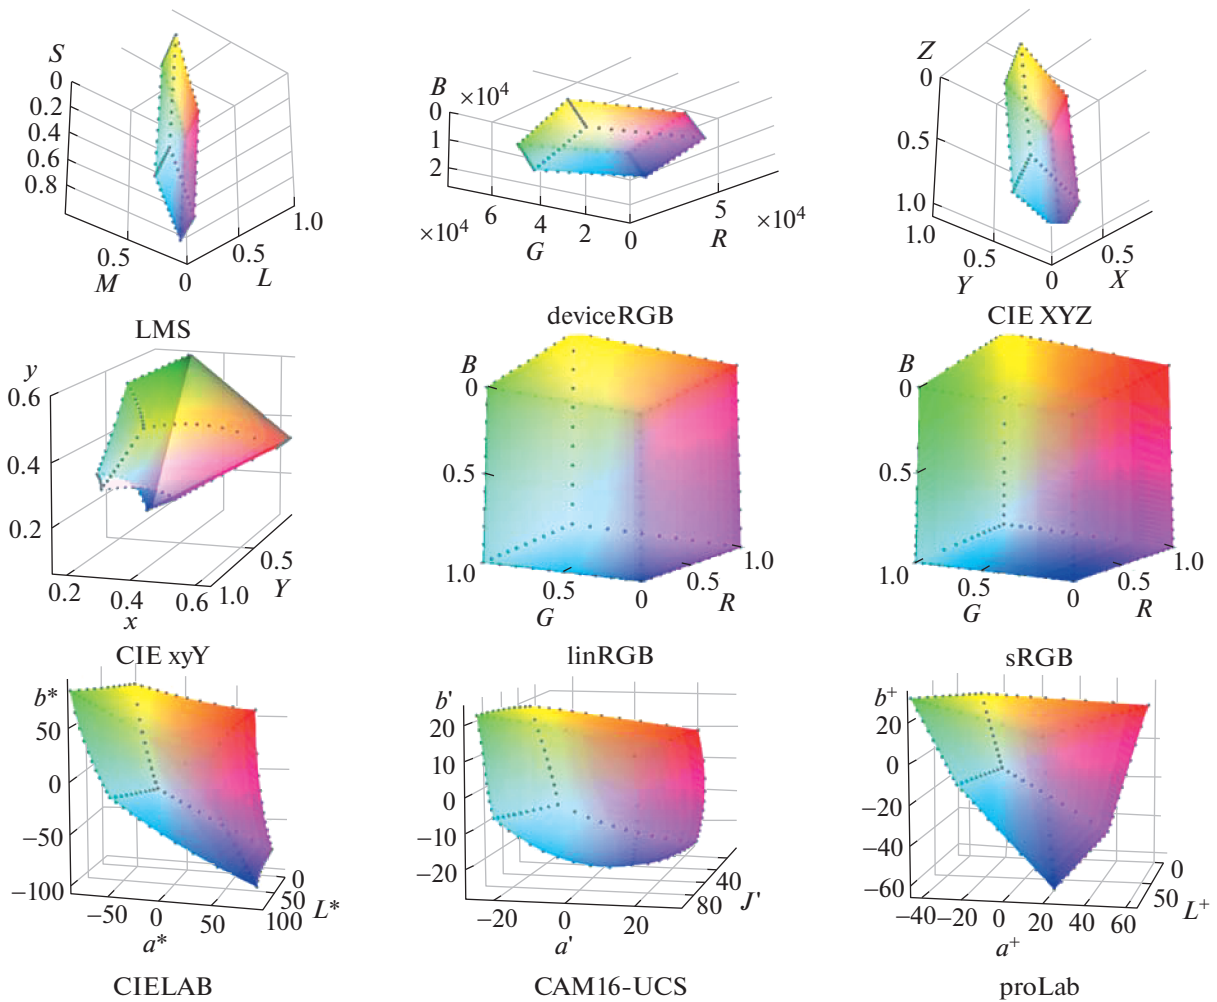 S
0
0.2
0.4
0.6
0.8
0.5
M
0
0.5
L
1.0
LMS
B
0
×10⁴
1
2
×10⁴
6
4
2
0
G
5
R
×10⁴
deviceRGB
Z
0
0.5
1.0
1.0
0.5
Y
0
0.5
X
CIE XYZ
y
0.6
0.4
0.2
0.2
0.4
0.6
x
1.0
0.5
Y
CIE xyY
B
0
0.5
1.0
0.5
G
0
0.5
R
1.0
linRGB
B
0
0.5
1.0
0.5
G
0
0.5
R
1.0
sRGB
b*
50
0
−50
−100
−50
0
50
a*
0
50
100
L*
CIELAB
b'
20
10
0
−10
−20
−20
0
20
a'
40
80
J'
CAM16-UCS
b⁺
20
0
−20
−40
−60
−40
−20
0
20
40
60
a⁺
0
50
L⁺
proLab